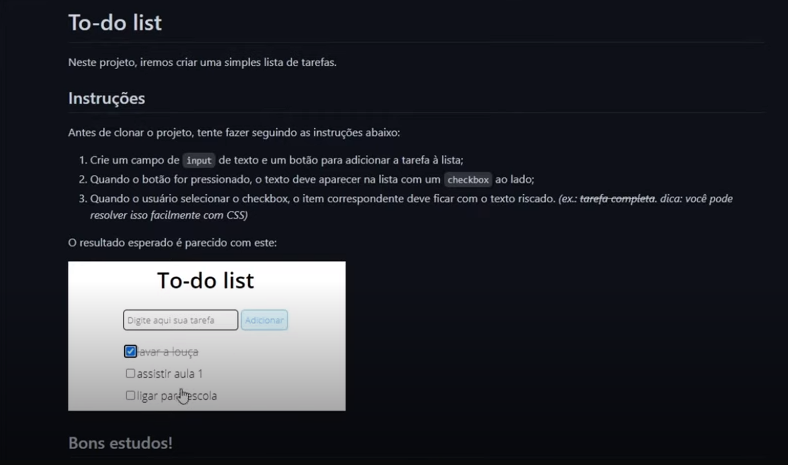 To-do list
Neste projeto, iremos criar uma simples lista de tarefas.
Instruções
Antes de clonar o projeto, tente fazer seguindo as instruções abaixo:
1. Crie um campo de input de texto e um botão para adicionar a tarefa à lista;
2. Quando o botão for pressionado, o texto deve aparecer na lista com um checkbox ao lado;
3. Quando o usuário selecionar o checkbox, o item correspondente deve ficar com o texto riscado. (ex.: tarefa completa. dica: você pode
resolver isso facilmente com CSS)
O resultado esperado é parecido com este:
To-do list
Digite aqui sua tarefa Adicionar
lavar a louça
assistir aula 1
ligar para escola
Bons estudos!